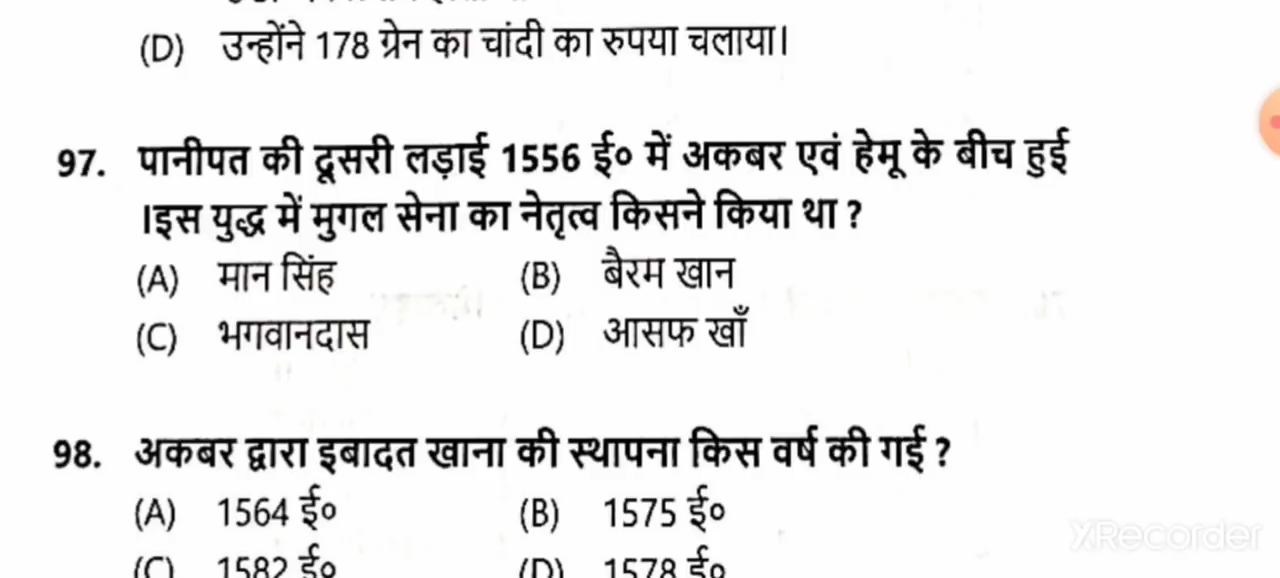 (D) उन्होंने 178 ग्रेन का चांदी का रुपया चलाया।
97. पानीपत की दूसरी लड़ाई 1556 ई० में अकबर एवं हेमू के बीच हुई
।इस युद्ध में मुगल सेना का नेतृत्व किसने किया था ?
(A) मान सिंह (B) बैरम खान
(C) भगवानदास (D) आसफ खाँ
98. अकबर द्वारा इबादत खाना की स्थापना किस वर्ष की गई ?
(A) 1564 ई० (B) 1575 ई०
(C) 1582 ई० (D) 1578 ई०
XRecorder